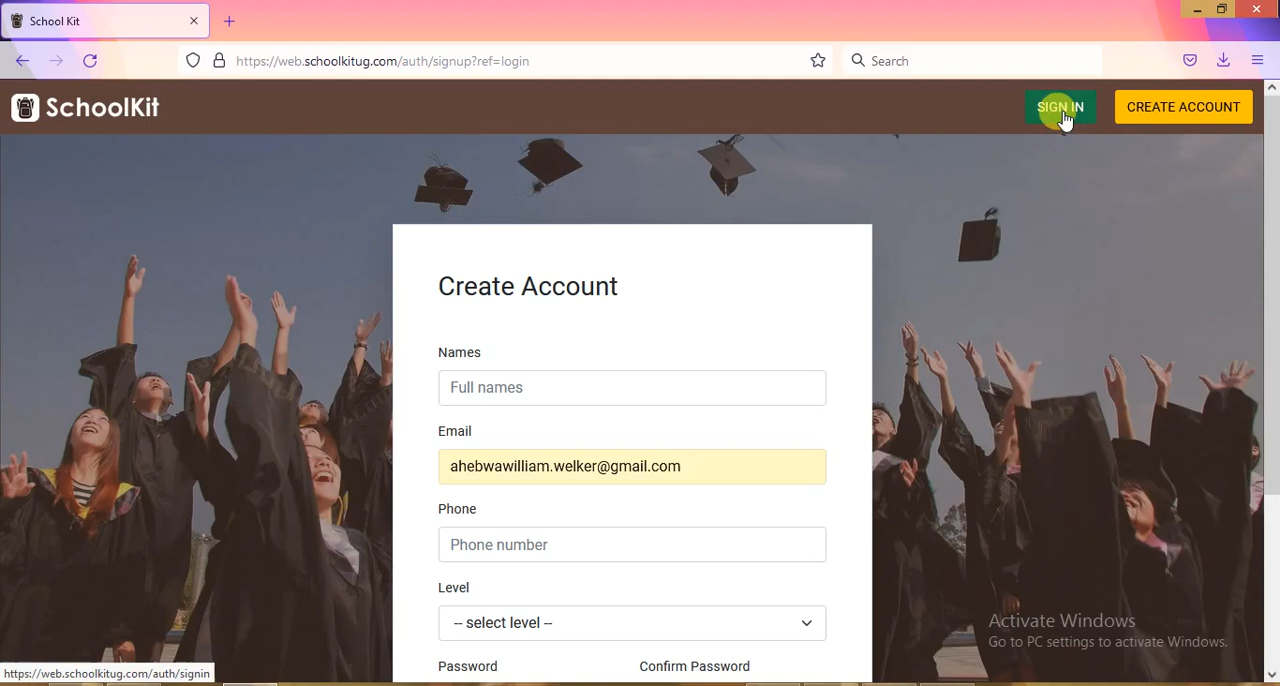 School Kit
https://web.schoolkitug.com/auth/signup?ref=login
Search
SchoolKit
SIGN IN
CREATE ACCOUNT
Create Account
Names
Full names
Email
ahebwawilliam.welker@gmail.com
Phone
Phone number
Level
-- select level --
Password
Confirm Password
Activate Windows
Go to PC settings to activate Windows.
https://web.schoolkitug.com/auth/signin